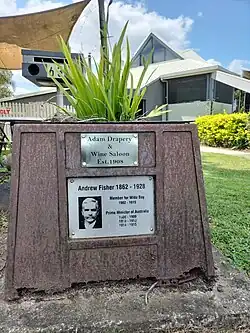 Adam Drapery
&
Wine Saloon
Est.1908
Andrew Fisher 1862 - 1928
Member for Wide Bay
1901 - 1915
Prime Minister of Australia
1908 - 1909
1910 - 1913
1914 - 1915